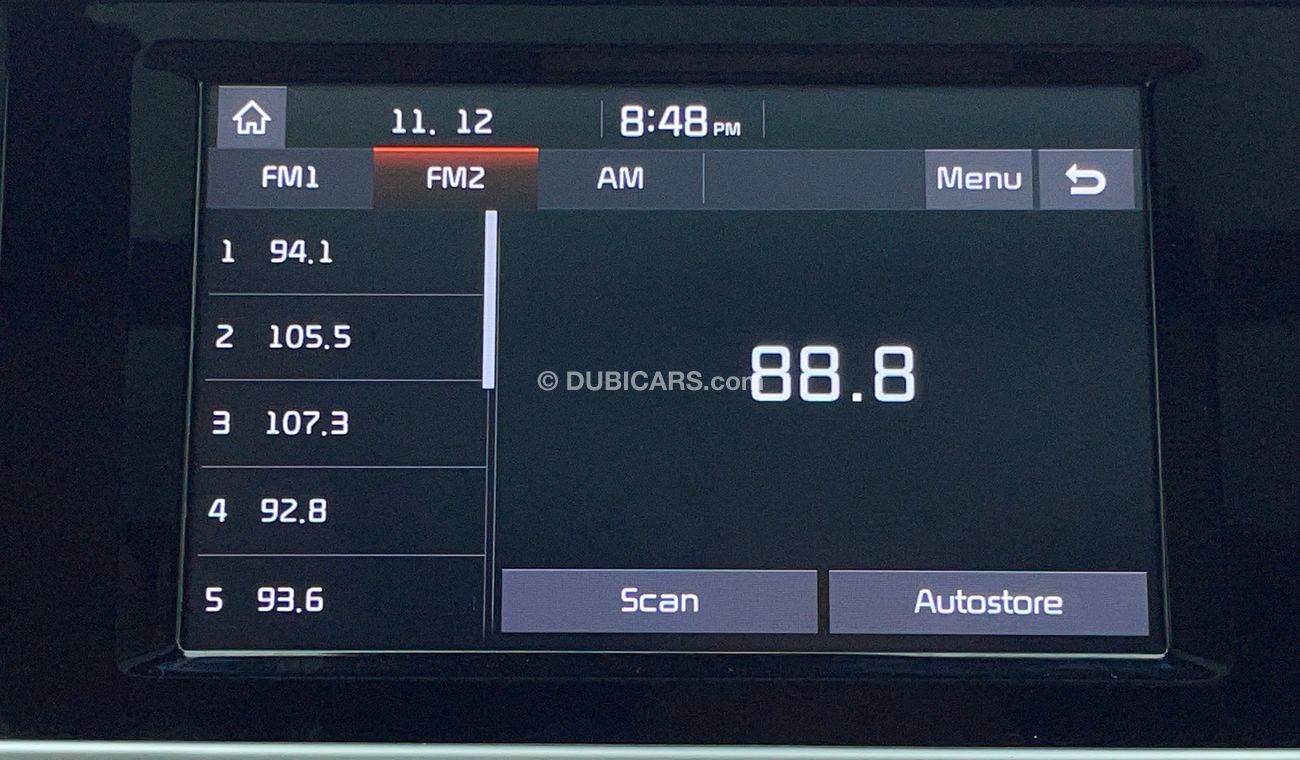 11. 12 8:48 PM
FM1 FM2 AM Menu
1 94.1
2 105.5
3 107.3
4 92.8
5 93.6
88.8
© DUBICARS.com
Scan Autostore